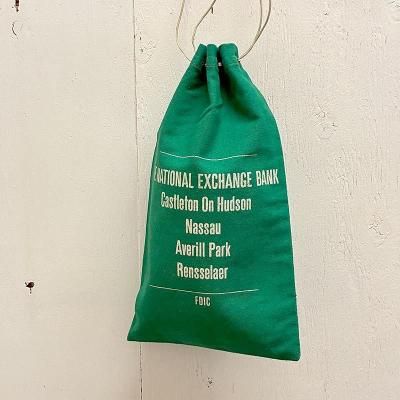 NATIONAL EXCHANGE BANK
Castleton On Hudson
Nassau
Averill Park
Rensselaer
FDIC